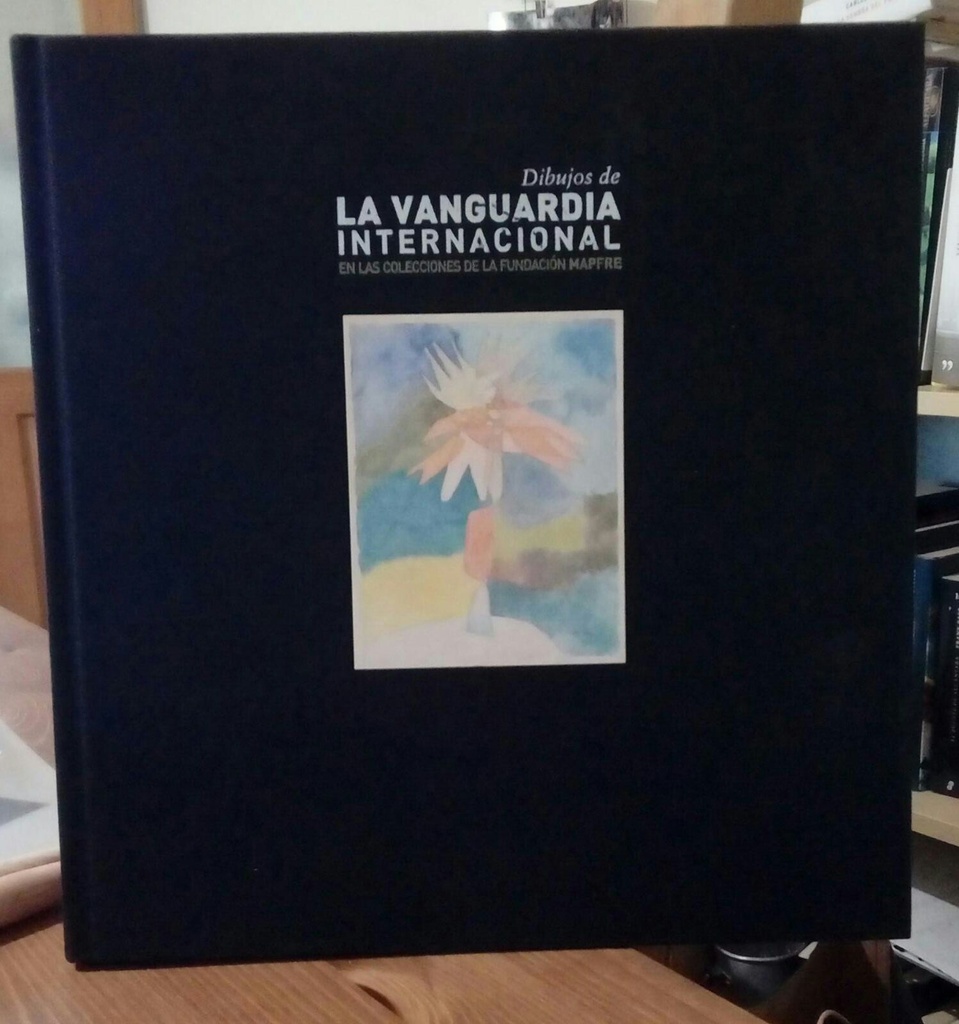 Dibujos de
LA VANGUARDIA
INTERNACIONAL
EN LAS COLECCIONES DE LA FUNDACIÓN MAPFRE